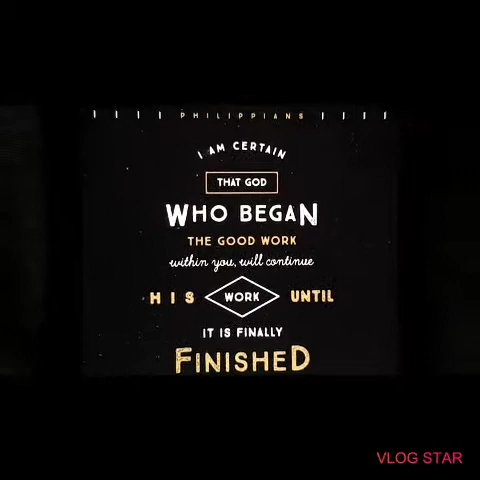 PHILIPPIANS
I AM CERTAIN
THAT GOD
WHO BEGAN
THE GOOD WORK
within you, will continue
HIS WORK UNTIL
IT IS FINALLY
FINISHED
VLOG STAR